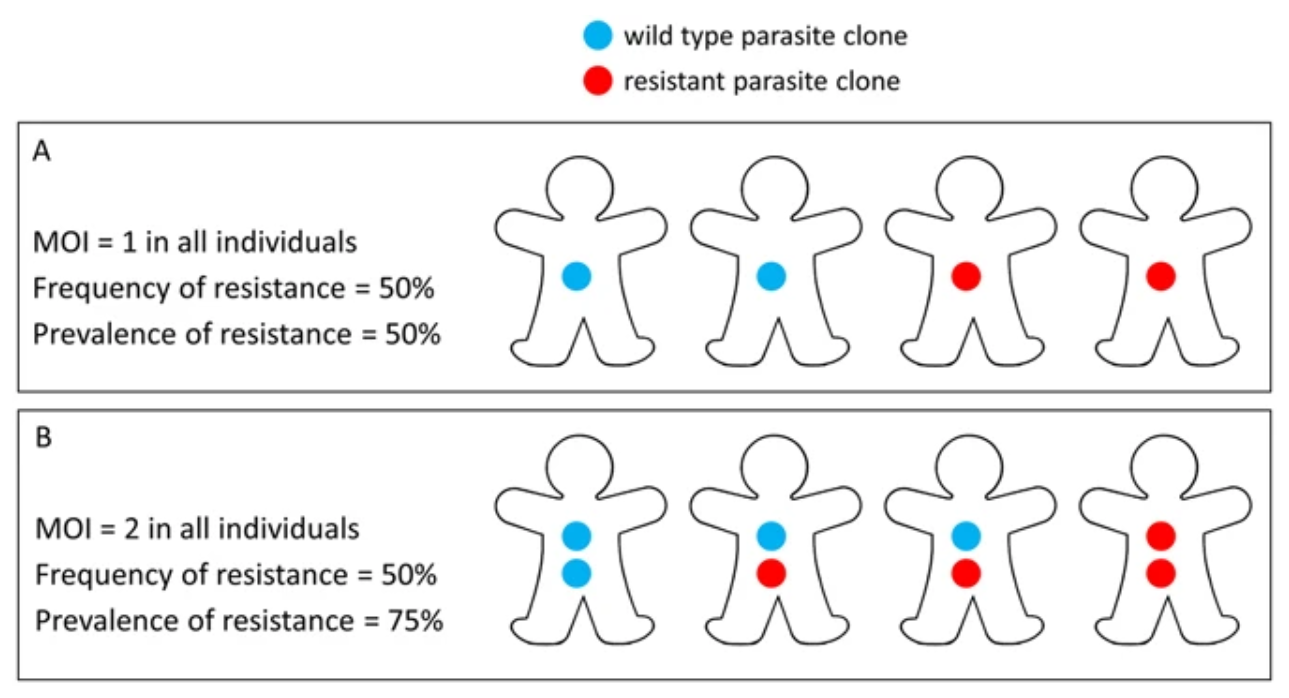 wild type parasite clone
resistant parasite clone
A
MOI = 1 in all individuals
Frequency of resistance = 50%
Prevalence of resistance = 50%
B
MOI = 2 in all individuals
Frequency of resistance = 50%
Prevalence of resistance = 75%